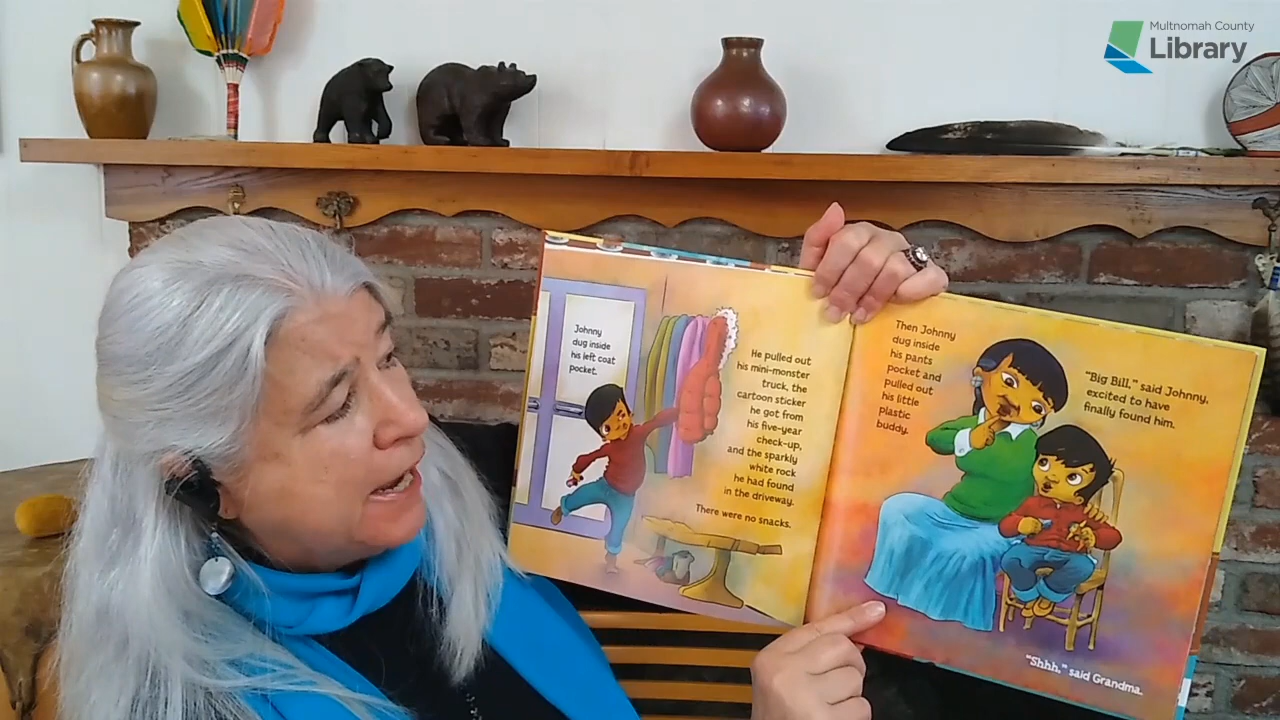 Multnomah County
Library
Johnny
dug inside
his left coat
pocket.
He pulled out
his mini-monster
truck, the
cartoon sticker
he got from
his five-year
check-up,
and the sparkly
white rock
he had found
in the driveway.
There were no snacks.
Then Johnny
dug inside
his pants
pocket and
pulled out
his little
plastic
buddy.
"Big Bill," said Johnny,
excited to have
finally found him.
"Shhh," said Grandma.